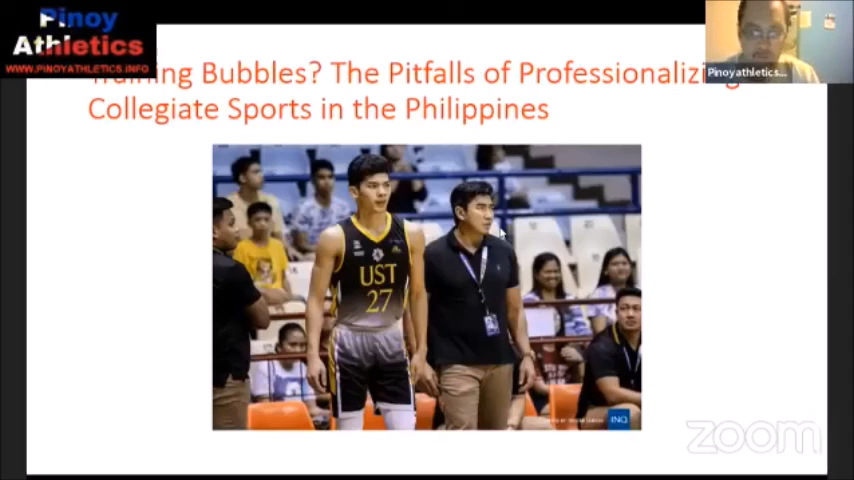 Pinoy
Athletics
WWW.PINOYATHLETICS.INFO
Pinoyathletics...
Training Bubbles? The Pitfalls of Professionalizing
Collegiate Sports in the Philippines
UST
27
INQ
zoom